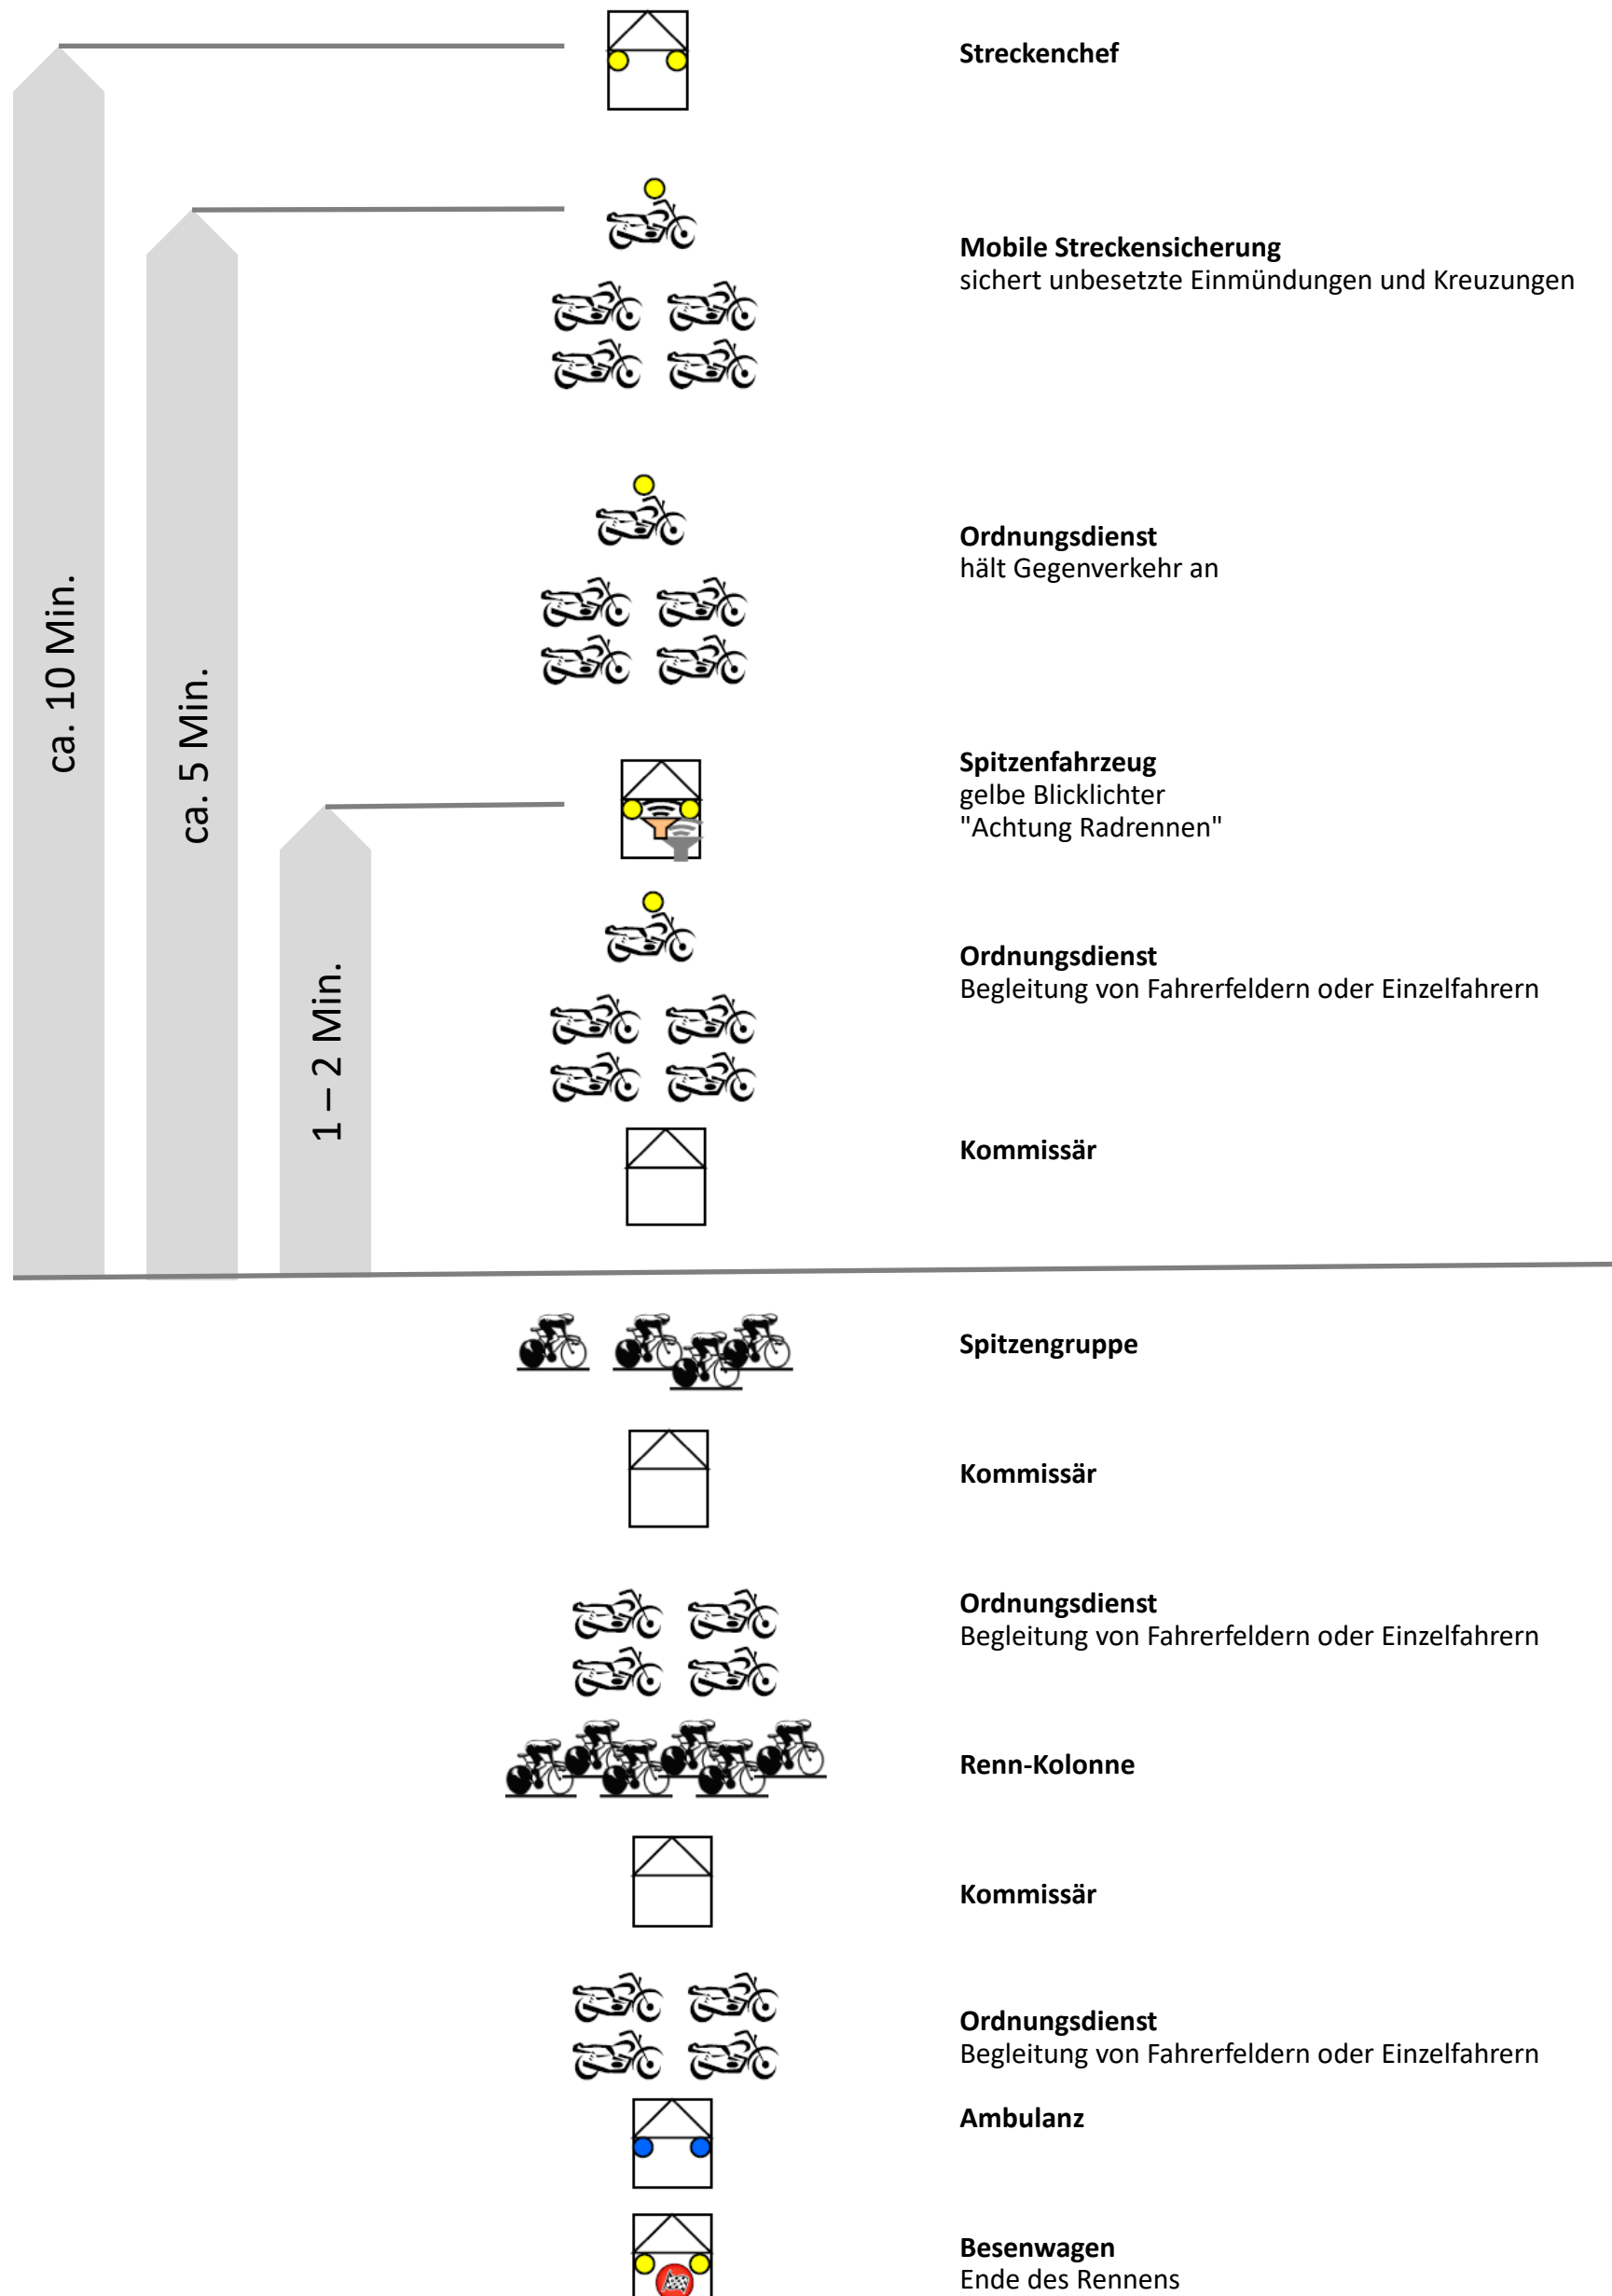 Streckenchef
Mobile Streckensicherung
sichert unbesetzte Einmündungen und Kreuzungen
Ordnungsdienst
hält Gegenverkehr an
ca. 10 Min.
ca. 5 Min.
Spitzenfahrzeug
gelbe Blicklichter
"Achtung Radrennen"
Ordnungsdienst
Begleitung von Fahrerfeldern oder Einzelfahrern
1 – 2 Min.
Kommissär
Spitzengruppe
Kommissär
Ordnungsdienst
Begleitung von Fahrerfeldern oder Einzelfahrern
Renn-Kolonne
Kommissär
Ordnungsdienst
Begleitung von Fahrerfeldern oder Einzelfahrern
Ambulanz
Besenwagen
Ende des Rennens